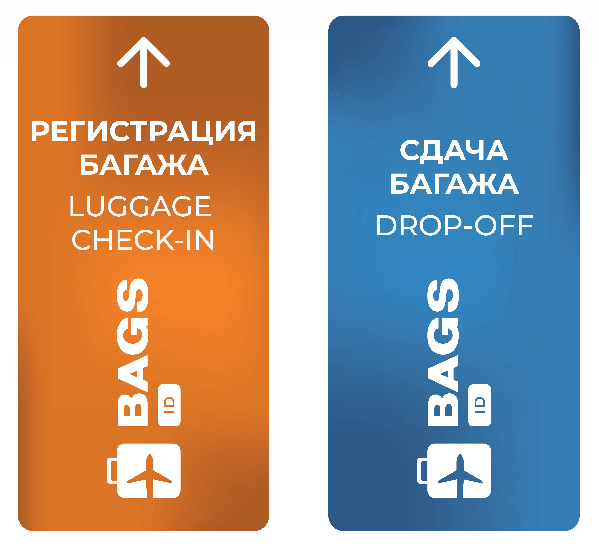 РЕГИСТРАЦИЯ
БАГАЖА
LUGGAGE
CHECK-IN
BAGS
ID
СДАЧА
БАГАЖА
DROP-OFF
BAGS
ID